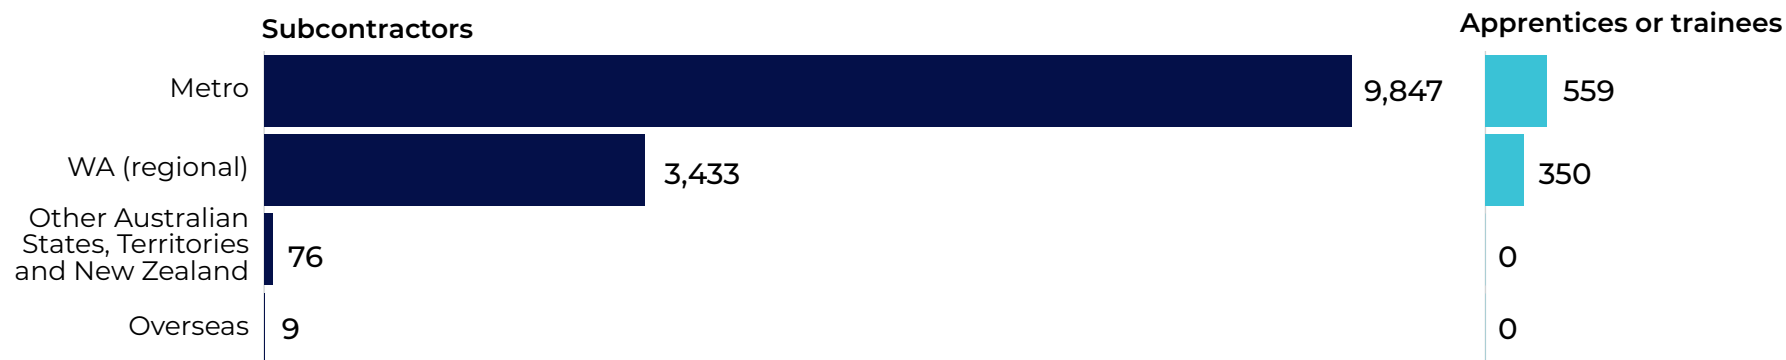 Subcontractors
Apprentices or trainees
Metro
9,847
559
WA (regional)
3,433
350
Other Australian
States, Territories
and New Zealand
76
0
Overseas
9
0